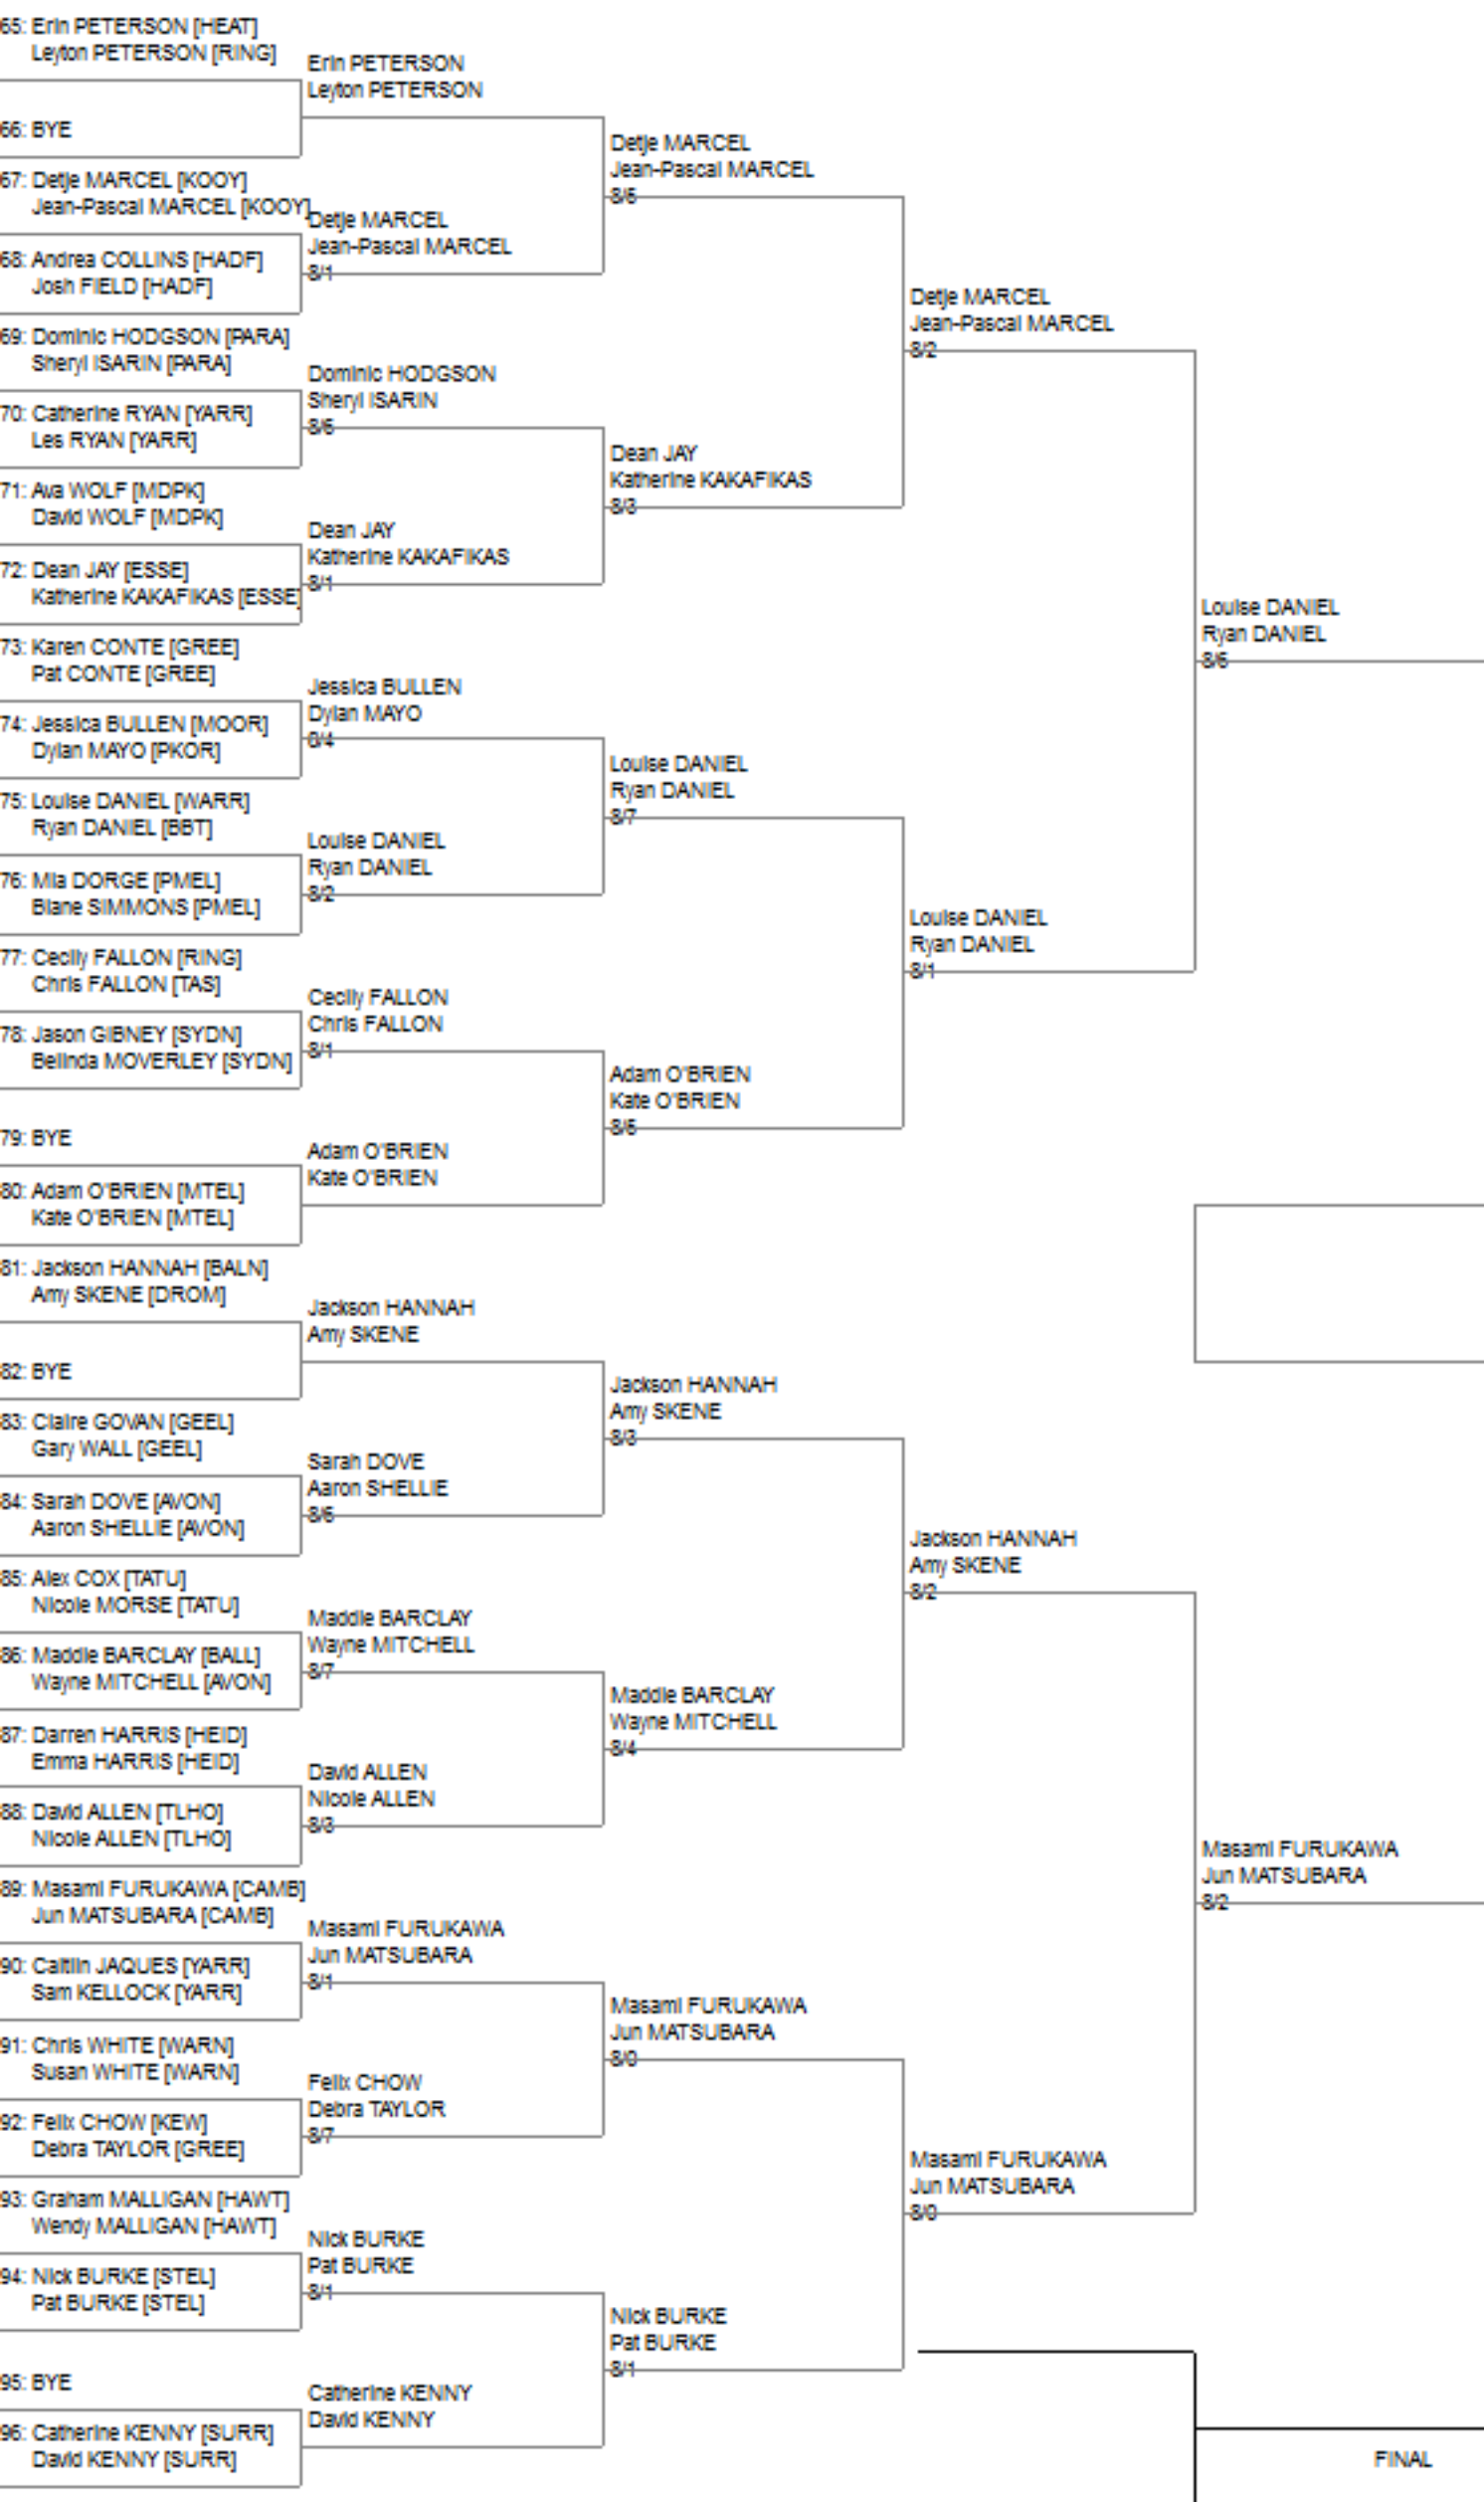 65: Erin PETERSON [HEAT]
Leyton PETERSON [RING]
66: BYE
67: Detje MARCEL [KOOY]
Jean-Pascal MARCEL [KOOY]
68: Andrea COLLINS [HADF]
Josh FIELD [HADF]
69: Dominic HODGSON [PARA]
Sheryl ISARIN [PARA]
70: Catherine RYAN [YARR]
Les RYAN [YARR]
71: Ava WOLF [MDPK]
David WOLF [MDPK]
72: Dean JAY [ESSE]
Katherine KAKAFIKAS [ESSE]
73: Karen CONTE [GREE]
Pat CONTE [GREE]
74: Jessica BULLEN [MOOR]
Dylan MAYO [PKOR]
75: Louise DANIEL [WARR]
Ryan DANIEL [BBT]
76: Mia DORGE [PMEL]
Blane SIMMONS [PMEL]
77: Cecily FALLON [RING]
Chris FALLON [TAS]
78: Jason GIBNEY [SYDN]
Belinda MOVERLEY [SYDN]
79: BYE
80: Adam O'BRIEN [MTEL]
Kate O'BRIEN [MTEL]
81: Jackson HANNAH [BALN]
Amy SKENE [DROM]
82: BYE
83: Claire GOVAN [GEEL]
Gary WALL [GEEL]
84: Sarah DOVE [AVON]
Aaron SHELLIE [AVON]
85: Alex COX [TATU]
Nicole MORSE [TATU]
86: Maddie BARCLAY [BALL]
Wayne MITCHELL [AVON]
87: Darren HARRIS [HEID]
Emma HARRIS [HEID]
88: David ALLEN [TLHO]
Nicole ALLEN [TLHO]
89: Masami FURUKAWA [CAMB]
Jun MATSUBARA [CAMB]
90: Caitlin JAQUES [YARR]
Sam KELLOCK [YARR]
91: Chris WHITE [WARN]
Susan WHITE [WARN]
92: Felix CHOW [KEW]
Debra TAYLOR [GREE]
93: Graham MALLIGAN [HAWT]
Wendy MALLIGAN [HAWT]
94: Nick BURKE [STEL]
Pat BURKE [STEL]
95: BYE
96: Catherine KENNY [SURR]
David KENNY [SURR]
Erin PETERSON
Leyton PETERSON
Detje MARCEL
Jean-Pascal MARCEL
8/1
Dominic HODGSON
Sheryl ISARIN
Dean JAY
Katherine KAKAFIKAS
8/1
Jessica BULLEN
Dylan MAYO
Louise DANIEL
Ryan DANIEL
8/2
Cecily FALLON
Chris FALLON
8/1
Adam O'BRIEN
Kate O'BRIEN
Jackson HANNAH
Amy SKENE
Sarah DOVE
Aaron SHELLIE
Maddie BARCLAY
Wayne MITCHELL
8/7
David ALLEN
Nicole ALLEN
8/3
Masami FURUKAWA
Jun MATSUBARA
8/1
Felix CHOW
Debra TAYLOR
8/7
Nick BURKE
Pat BURKE
8/1
Catherine KENNY
David KENNY
Detje MARCEL
Jean-Pascal MARCEL
Dean JAY
Katherine KAKAFIKAS
8/3
Louise DANIEL
Ryan DANIEL
8/7
Adam O'BRIEN
Kate O'BRIEN
Jackson HANNAH
Amy SKENE
8/3
Maddie BARCLAY
Wayne MITCHELL
8/4
Masami FURUKAWA
Jun MATSUBARA
8/0
Nick BURKE
Pat BURKE
8/1
Detje MARCEL
Jean-Pascal MARCEL
8/2
Louise DANIEL
Ryan DANIEL
8/1
Jackson HANNAH
Amy SKENE
8/2
Masami FURUKAWA
Jun MATSUBARA
8/0
Louise DANIEL
Ryan DANIEL
Masami FURUKAWA
Jun MATSUBARA
8/2
FINAL